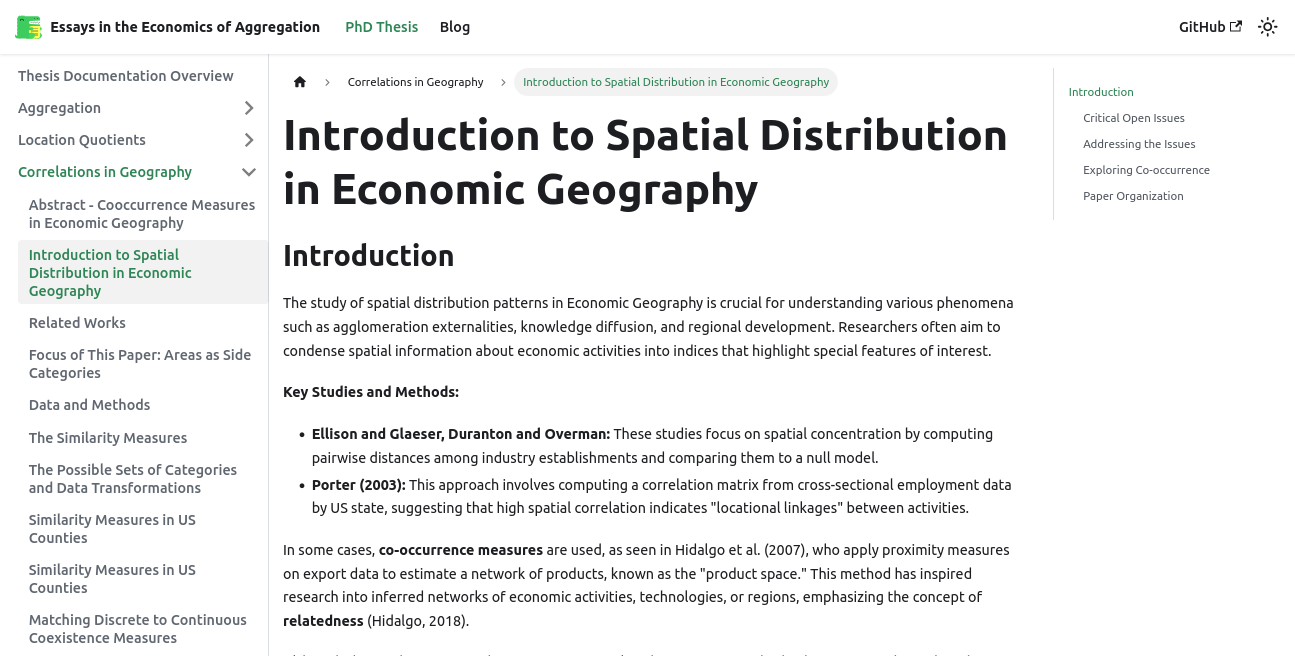 Essays in the Economics of Aggregation
PhD Thesis
Blog
GitHub
Thesis Documentation Overview
Aggregation
Location Quotients
Correlations in Geography
Abstract - Cooccurrence Measures
in Economic Geography
Introduction to Spatial
Distribution in Economic
Geography
Related Works
Focus of This Paper: Areas as Side
Categories
Data and Methods
The Similarity Measures
The Possible Sets of Categories
and Data Transformations
Similarity Measures in US
Counties
Similarity Measures in US
Counties
Matching Discrete to Continuous
Coexistence Measures
Correlations in Geography
Introduction to Spatial Distribution in Economic Geography
Introduction to Spatial Distribution
in Economic Geography
Introduction
The study of spatial distribution patterns in Economic Geography is crucial for understanding various phenomena
such as agglomeration externalities, knowledge diffusion, and regional development. Researchers often aim to
condense spatial information about economic activities into indices that highlight special features of interest.
Key Studies and Methods:
Ellison and Glaeser, Duranton and Overman: These studies focus on spatial concentration by computing
pairwise distances among industry establishments and comparing them to a null model.
Porter (2003): This approach involves computing a correlation matrix from cross-sectional employment data
by US state, suggesting that high spatial correlation indicates "locational linkages" between activities.
In some cases, co-occurrence measures are used, as seen in Hidalgo et al. (2007), who apply proximity measures
on export data to estimate a network of products, known as the "product space." This method has inspired
research into inferred networks of economic activities, technologies, or regions, emphasizing the concept of
relatedness (Hidalgo, 2018).
Introduction
Critical Open Issues
Addressing the Issues
Exploring Co-occurrence
Paper Organization